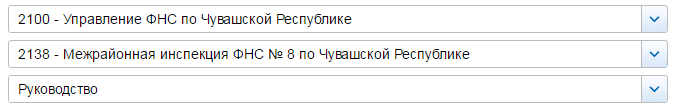 2100 - Управление ФНС по Чувашской Республике
2138 - Межрайонная инспекция ФНС № 8 по Чувашской Республике
Руководство